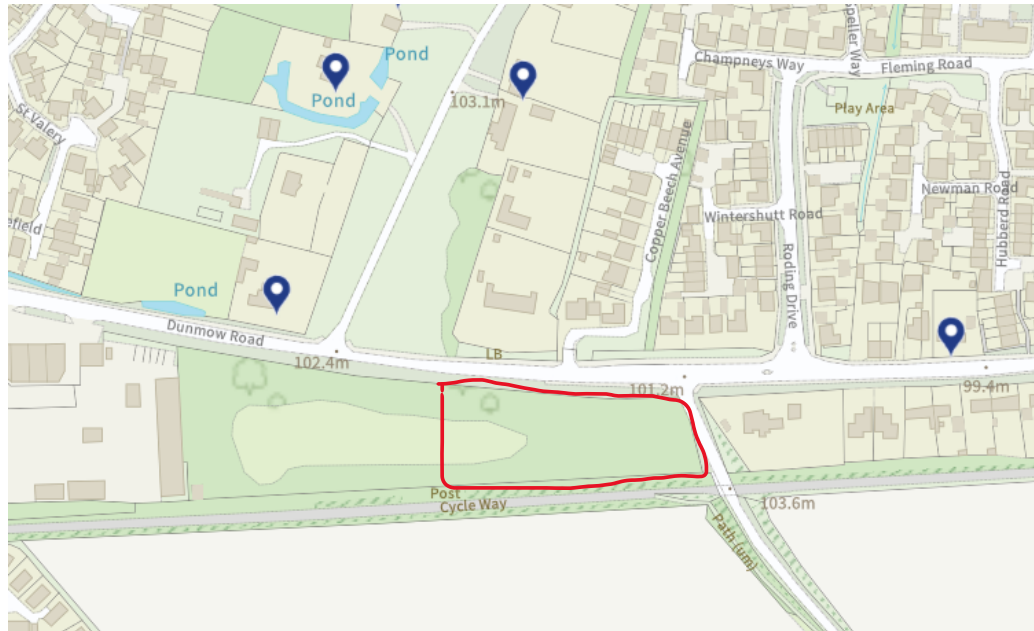 Pond
Pond
103.1m
Champneys Way
Fleming Road
Play Area
St Valery
Copper Beech Avenue
Wintershutt Road
Newman Road
Hubberd Road
Roding Drive
efield
Pond
Dunmow Road
102.4m
LB
101.2m
99.4m
Post
Cycle Way
103.6m
Path (um)